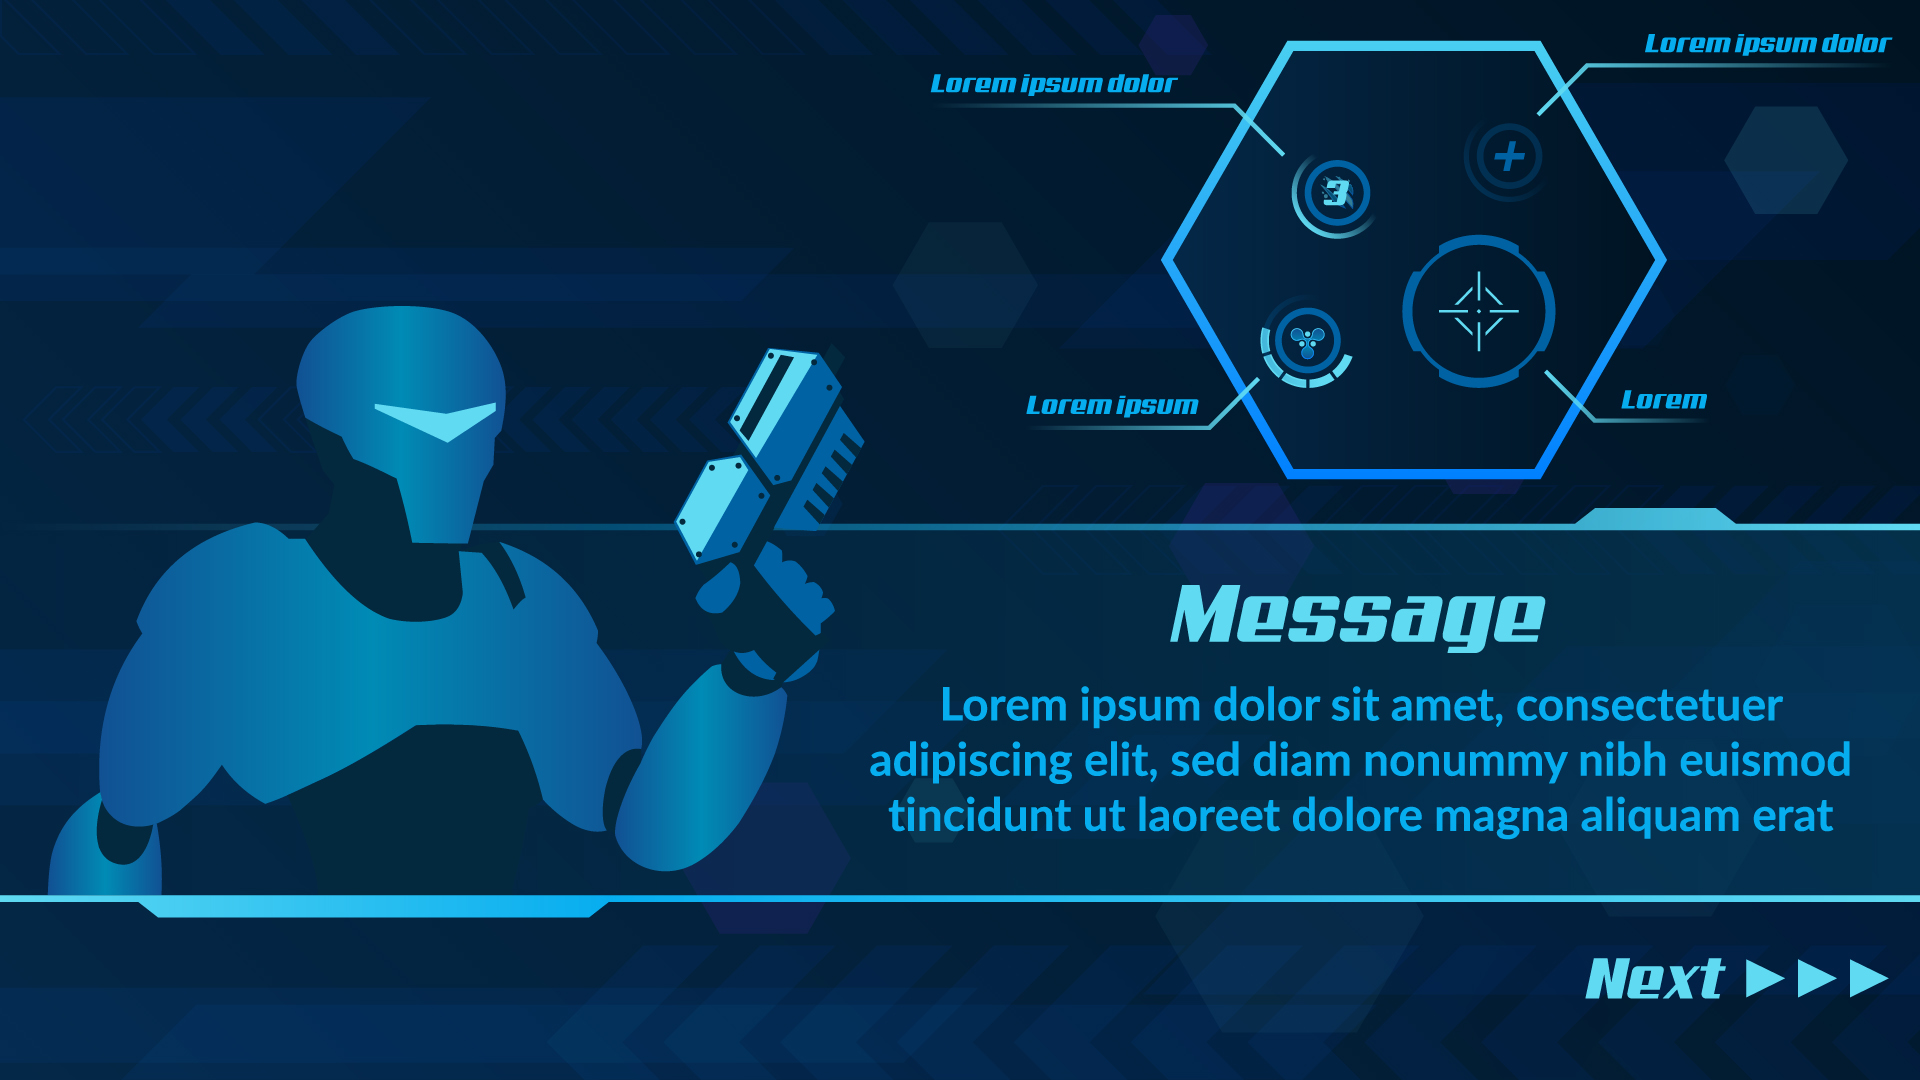 Lorem ipsum dolor
Lorem ipsum dolor
3
+
Lorem ipsum
Lorem
Message
Lorem ipsum dolor sit amet, consectetuer
adipiscing elit, sed diam nonummy nibh euismod
tincidunt ut laoreet dolore magna aliquam erat
Next